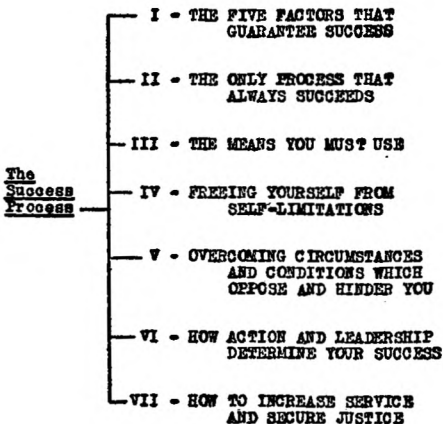 I - THE FIVE FACTORS THAT
GUARANTEE SUCCESS
II - THE ONLY PROCESS THAT
ALWAYS SUCCEEDS
III - THE MEANS YOU MUST USE
The
Success
Process
IV - FREEING YOURSELF FROM
SELF-LIMITATIONS
V - OVERCOMING CIRCUMSTANCES
AND CONDITIONS WHICH
OPPOSE AND HINDER YOU
VI - HOW ACTION AND LEADERSHIP
DETERMINE YOUR SUCCESS
VII - HOW TO INCREASE SERVICE
AND SECURE JUSTICE